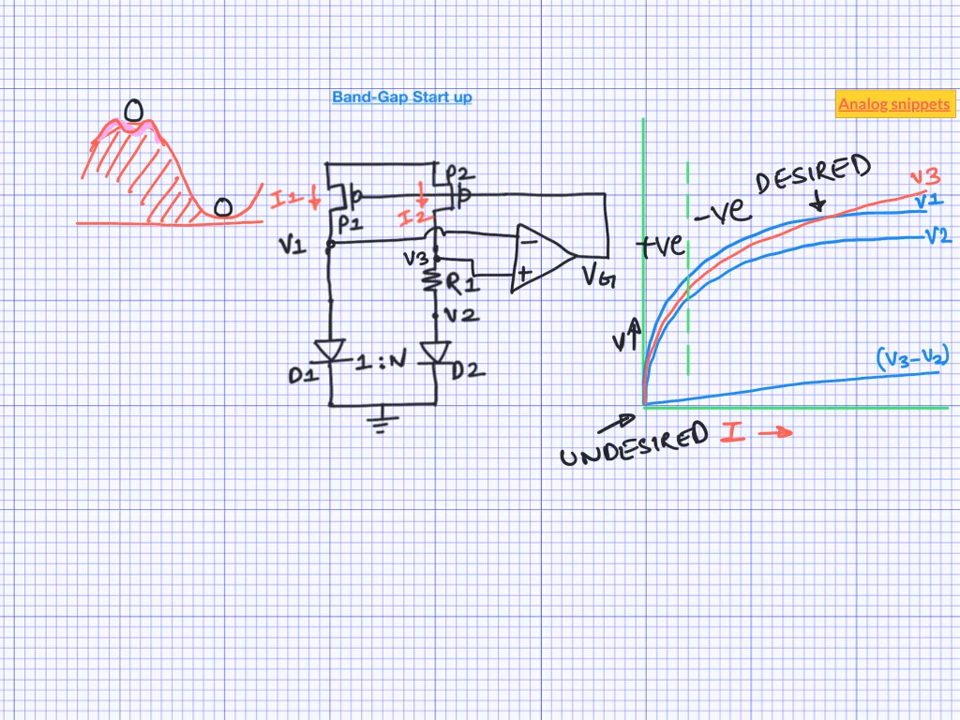 Band-Gap Start up
Analog snippets
O
O
I1 ↓
P1
↓
I2
P2
V1
V3
R1
V2
−
+
VG
D1
1:N
D2
DESIRED
↓
-ve
+ve
V3
V1
V2
(V3-V2)
V↑
→
UNDESIRED
I →